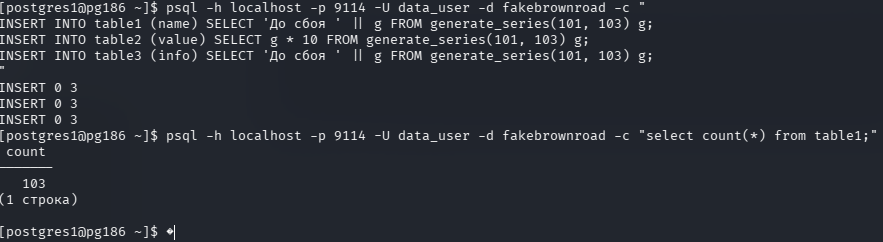 [postgres1@pg186 ~]$ psql -h localhost -p 9114 -U data_user -d fakebrownroad -c "
INSERT INTO table1 (name) SELECT 'До сбоя ' || g FROM generate_series(101, 103) g;
INSERT INTO table2 (value) SELECT g * 10 FROM generate_series(101, 103) g;
INSERT INTO table3 (info) SELECT 'До сбоя ' || g FROM generate_series(101, 103) g;
"
INSERT 0 3
INSERT 0 3
INSERT 0 3
[postgres1@pg186 ~]$ psql -h localhost -p 9114 -U data_user -d fakebrownroad -c "select count(*) from table1;"
count
-------
103
(1 строка)
[postgres1@pg186 ~]$ �